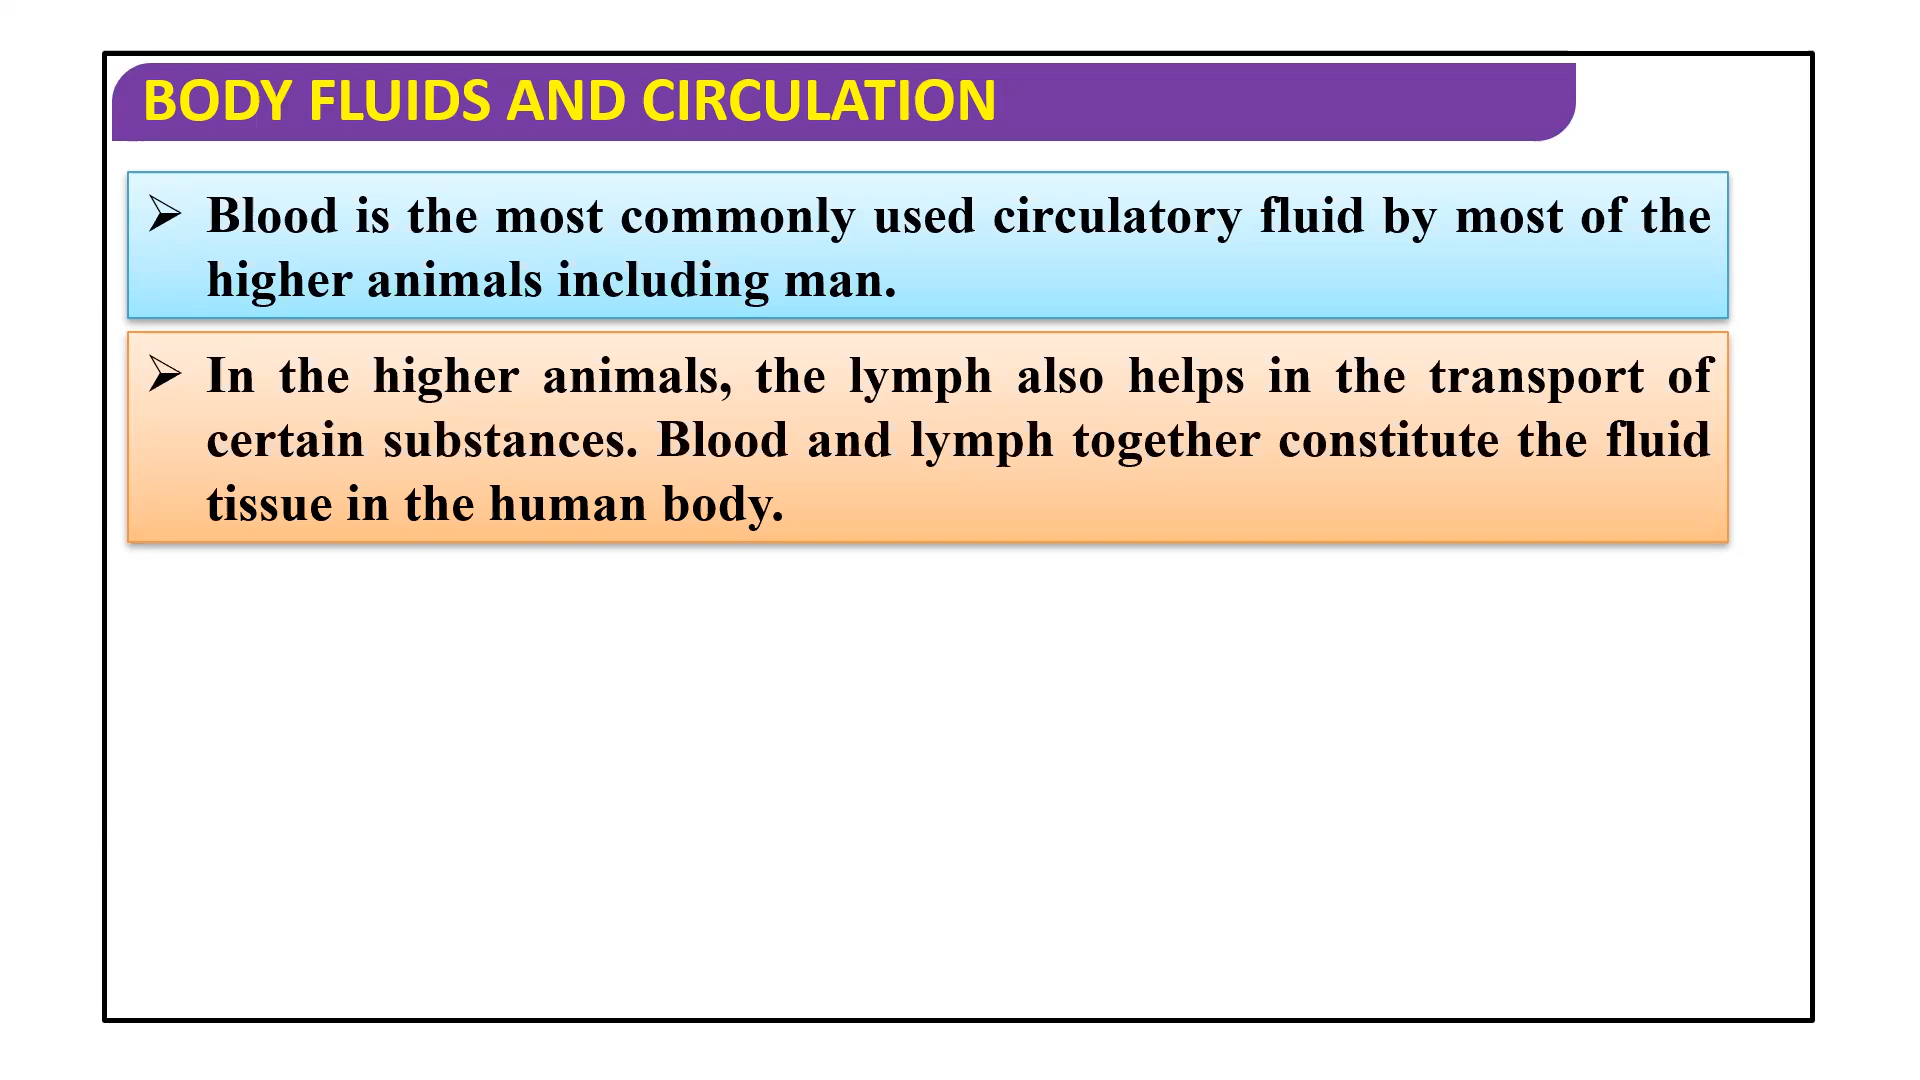 BODY FLUIDS AND CIRCULATION
➢ Blood is the most commonly used circulatory fluid by most of the
higher animals including man.
➢ In the higher animals, the lymph also helps in the transport of
certain substances. Blood and lymph together constitute the fluid
tissue in the human body.